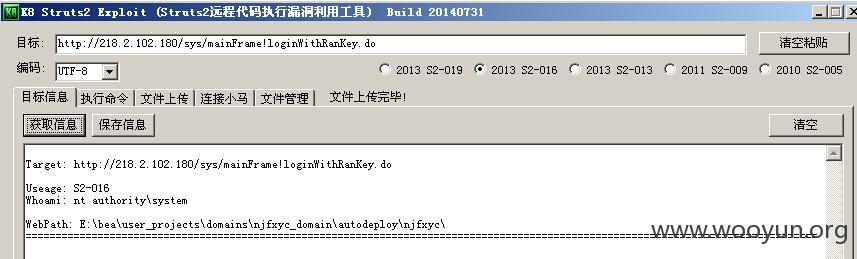 K8 Struts2 Exploit (Struts2远程代码执行漏洞利用工具) Build 20140731
目标: http://218.2.102.180/sys/mainFrame!loginWithRanKey.do 清空粘贴
编码: UTF-8 2013 S2-019 2013 S2-016 2013 S2-013 2011 S2-009 2010 S2-005
目标信息 执行命令 文件上传 连接小马 文件管理 文件上传完毕!
获取信息 保存信息 清空
Target: http://218.2.102.180/sys/mainFrame!loginWithRanKey.do
Useage: S2-016
Whoami: nt authority\system
WebPath: E:\bea\user_projects\domains\njfxyc_domain\autodeploy\njfxyc\
www.wooyun.org